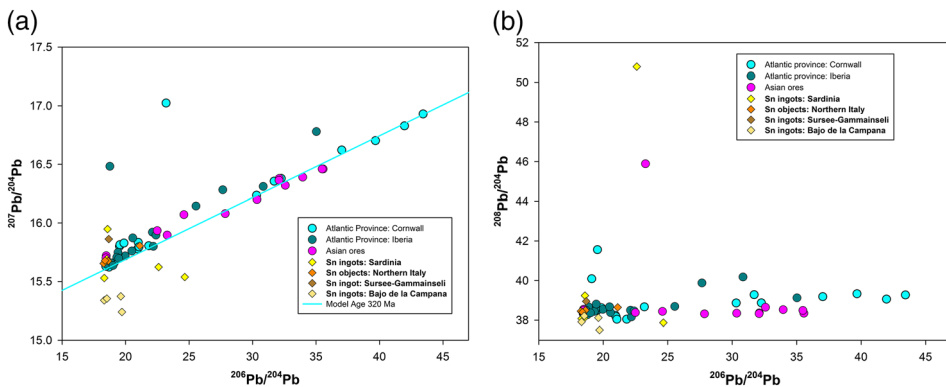 (a)
17.5
17.0
16.5
16.0
15.5
15.0
²⁰⁷Pb/²⁰⁴Pb
Atlantic province: Cornwall
Atlantic Province: Iberia
Asian ores
Sn ingots: Sardinia
Sn objects: Northern Italy
Sn ingot: Sursee-Gammainseli
Sn ingots: Bajo de la Campana
Model Age 320 Ma
15 20 25 30 35 40 45
²⁰⁶Pb/²⁰⁴Pb
(b)
52
50
48
46
44
42
40
38
²⁰⁸Pb/²⁰⁴Pb
Atlantic province: Cornwall
Atlantic province: Iberia
Asian ores
Sn ingots: Sardinia
Sn objects: Northern Italy
Sn ingots: Sursee-Gammainseli
Sn ingots: Bajo de la Campana
15 20 25 30 35 40 45
²⁰⁶Pb/²⁰⁴Pb